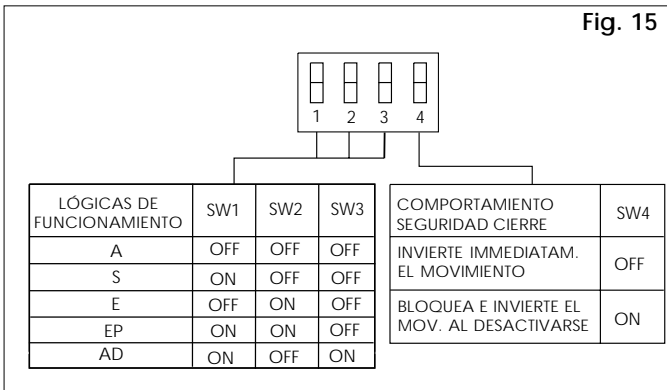 Fig. 15
1 2 3 4
LÓGICAS DE FUNCIONAMIENTO SW1 SW2 SW3
A OFF OFF OFF
S ON OFF OFF
E OFF ON OFF
EP ON ON OFF
AD ON OFF ON
COMPORTAMIENTO
SEGURIDAD CIERRE SW4
INVIERTE IMMEDIATAM.
EL MOVIMIENTO OFF
BLOQUEA E INVIERTE EL
MOV. AL DESACTIVARSE ON